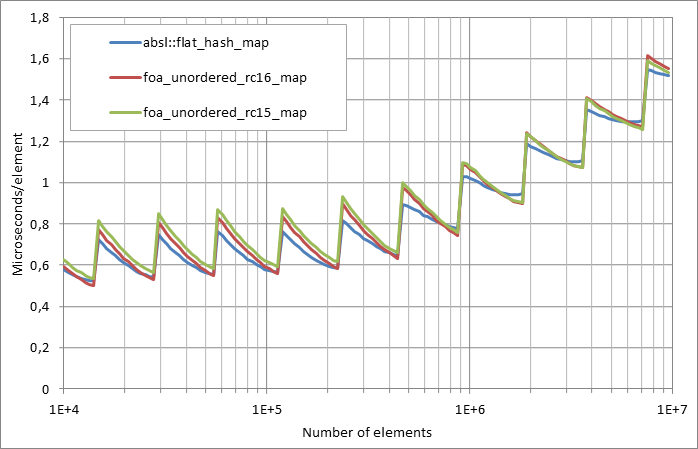 1,8
1,6
1,4
1,2
1
0,8
0,6
0,4
0,2
0
Microseconds/element
absl::flat_hash_map
foa_unordered_rc16_map
foa_unordered_rc15_map
1E+4 1E+5 1E+6 1E+7
Number of elements